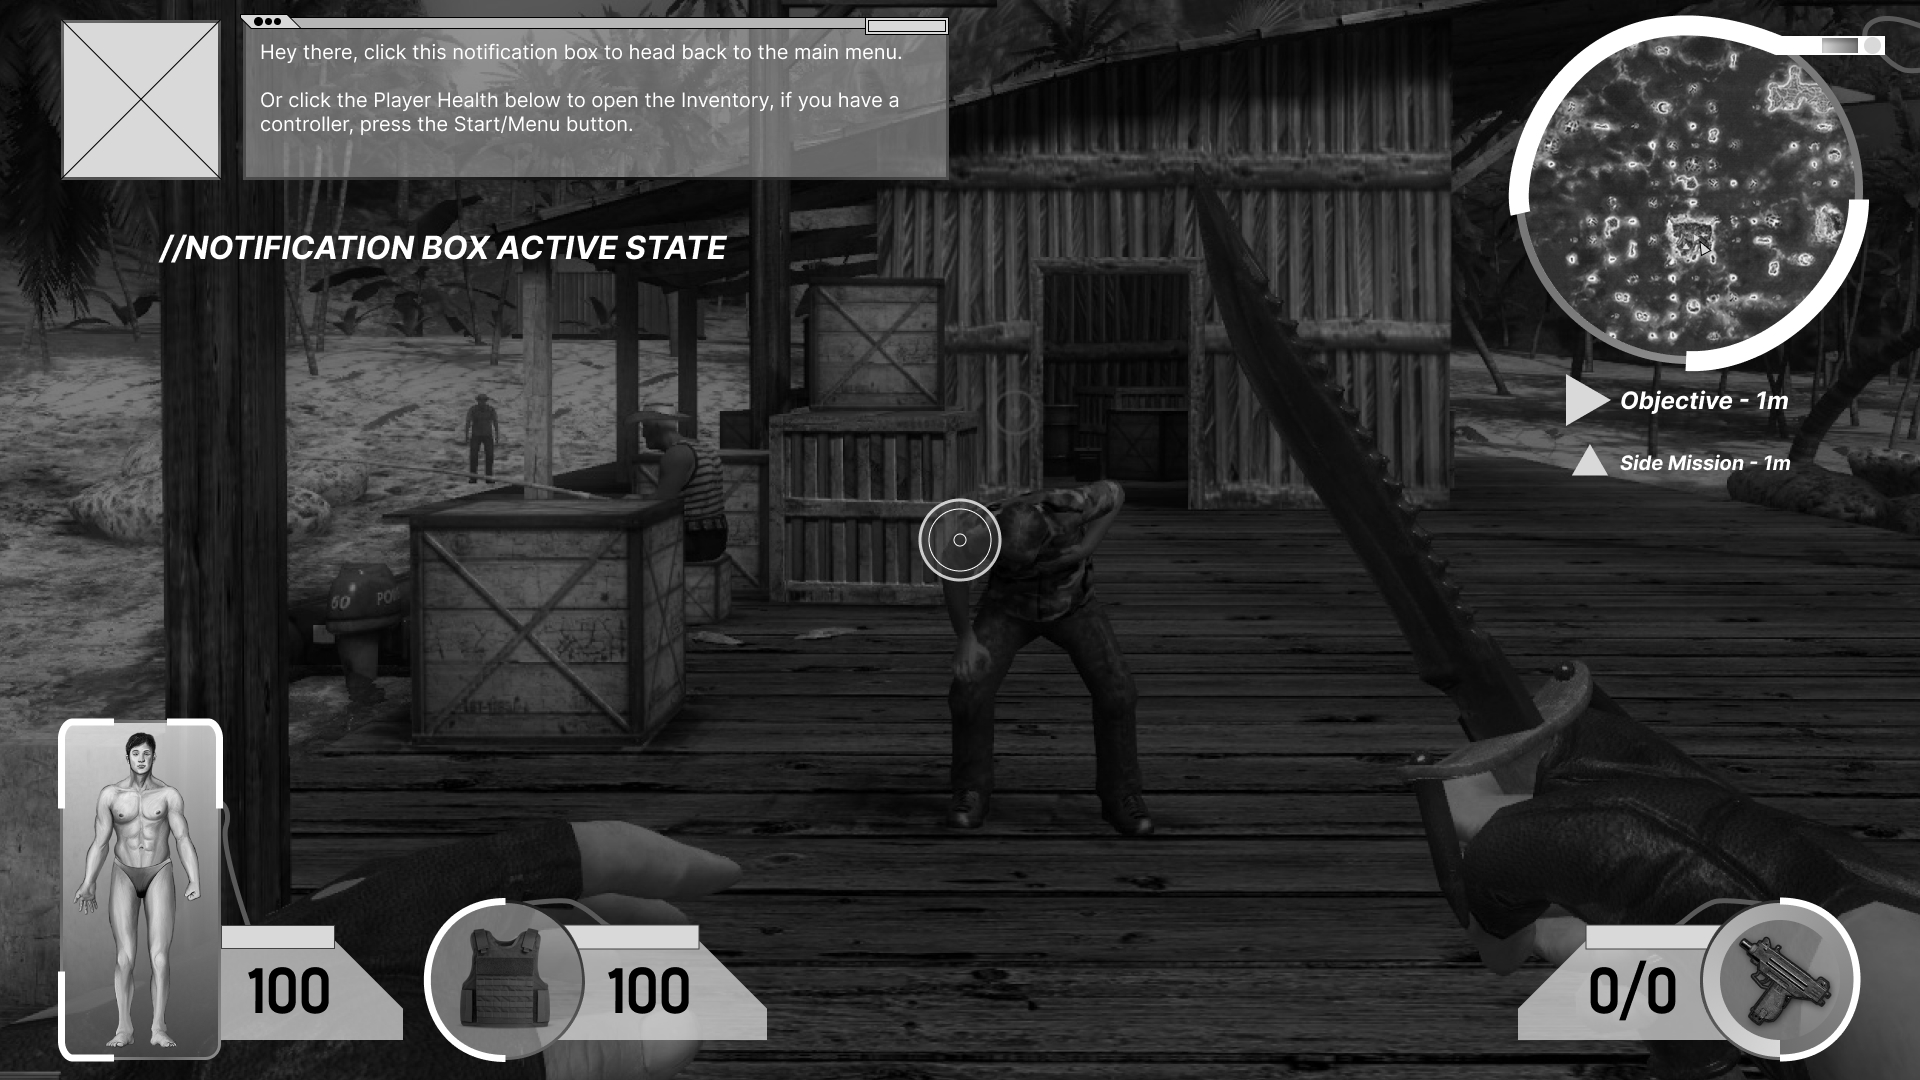 Hey there, click this notification box to head back to the main menu.
Or click the Player Health below to open the Inventory, if you have a
controller, press the Start/Menu button.
//NOTIFICATION BOX ACTIVE STATE
Objective - 1m
Side Mission - 1m
60
100
100
0/0